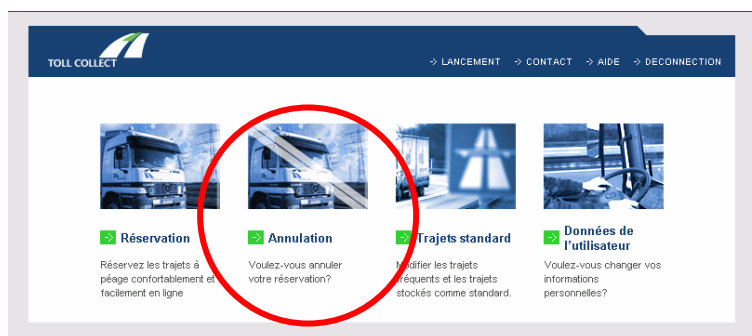 TOLL COLLECT
LANCEMENT CONTACT AIDE DECONNECTION
Réservation
Réservez les trajets à
péage confortablement et
facilement en ligne
Annulation
Voulez-vous annuler
votre réservation?
Trajets standard
Modifier les trajets
fréquents et les trajets
stockés comme standard.
Données de
l'utilisateur
Voulez-vous changer vos
informations
personnelles?